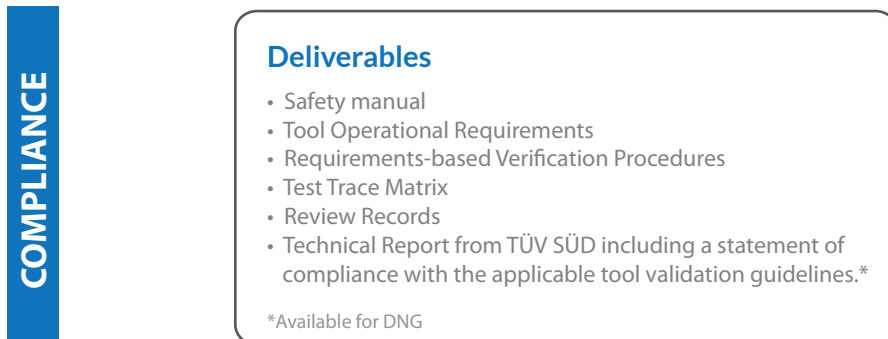 COMPLIANCE
Deliverables
• Safety manual
• Tool Operational Requirements
• Requirements-based Verification Procedures
• Test Trace Matrix
• Review Records
• Technical Report from TÜV SÜD including a statement of
compliance with the applicable tool validation guidelines.*
*Available for DNG